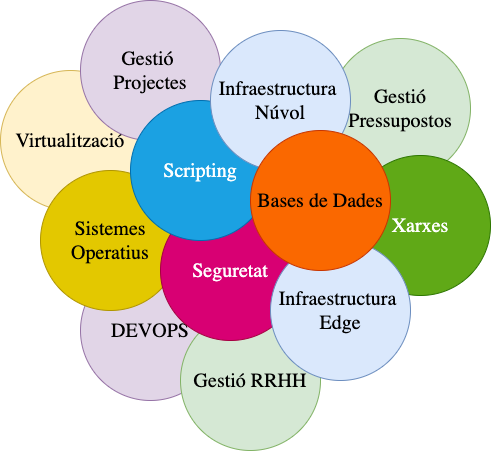 Gestió
Projectes
Infraestructura
Núvol
Gestió
Pressupostos
Virtualització
Scripting
Bases de Dades
Sistemes
Operatius
Xarxes
Seguretat
Infraestructura
Edge
DEVOPS
Gestió RRHH